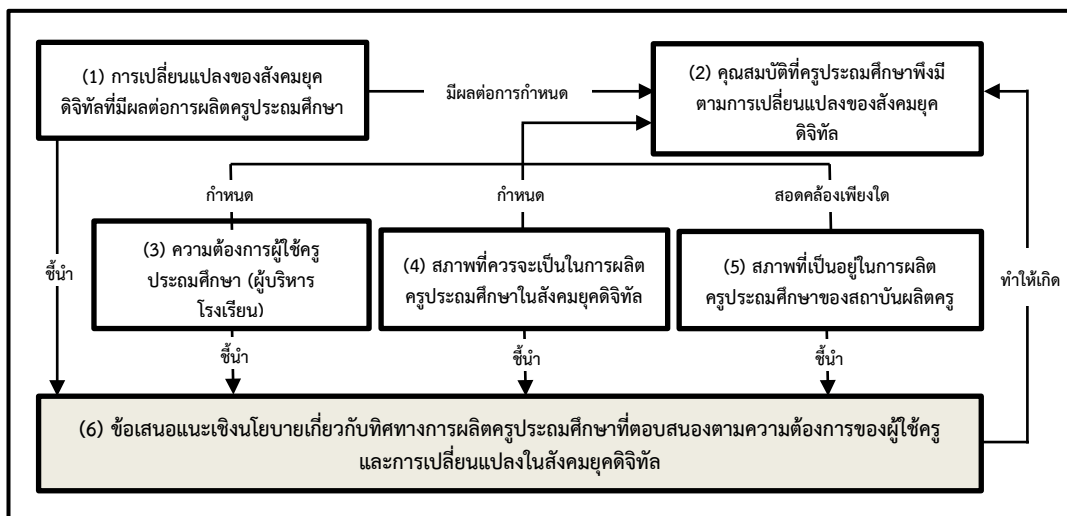 (1) การเปลี่ยนแปลงของสังคมยุค
ดิจิทัลที่มีผลต่อการผลิตครูประถมศึกษา
มีผลต่อการกำหนด
(2) คุณสมบัติที่ครูประถมศึกษาพึงมี
ตามการเปลี่ยนแปลงของสังคมยุค
ดิจิทัล
กำหนด
กำหนด
สอดคล้องเพียงใด
(3) ความต้องการผู้ใช้ครู
ประถมศึกษา (ผู้บริหาร
โรงเรียน)
(4) สภาพที่ควรจะเป็นในการผลิต
ครูประถมศึกษาในสังคมยุคดิจิทัล
(5) สภาพที่เป็นอยู่ในการผลิต
ครูประถมศึกษาของสถาบันผลิตครู
ชี้นำ
ทำให้เกิด
ชี้นำ
ชี้นำ
ชี้นำ
(6) ข้อเสนอแนะเชิงนโยบายเกี่ยวกับทิศทางการผลิตครูประถมศึกษาที่ตอบสนองตามความต้องการของผู้ใช้ครู
และการเปลี่ยนแปลงในสังคมยุคดิจิทัล